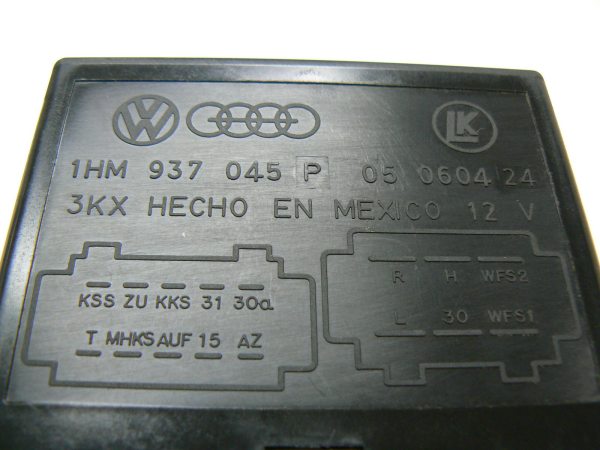 LK
1HM 937 045 P 05 0604 24
3KX HECHO EN MEXICO 12 V
KSS ZU KKS 31 30a
T MHKS AUF 15 AZ
R H WFS2
L 30 WFS1